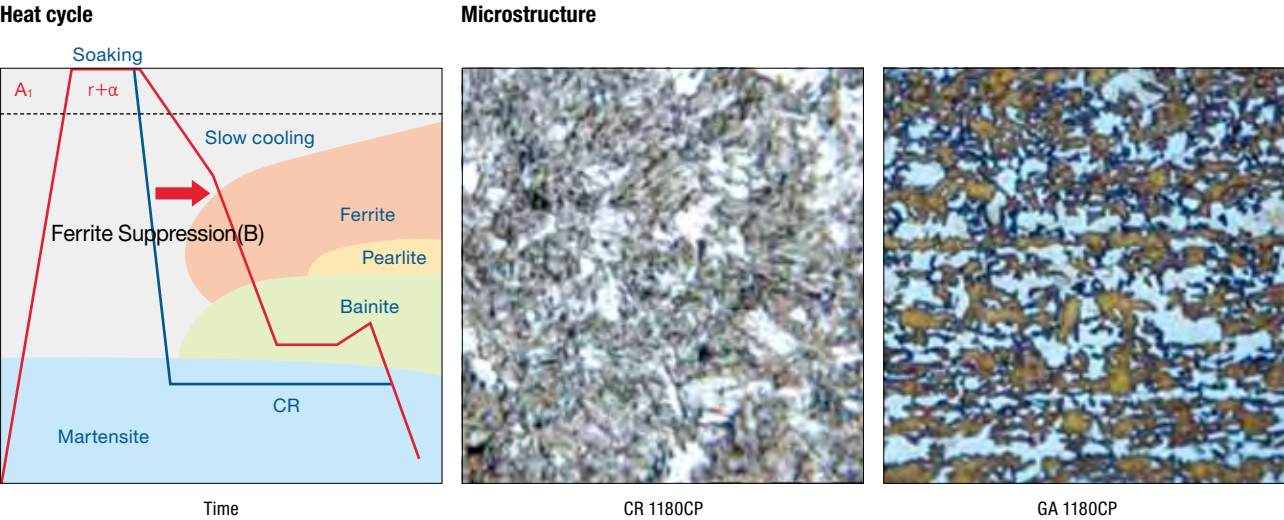 Heat cycle
Microstructure
Soaking
A₁
r+α
Slow cooling
Ferrite
Ferrite Suppression(B)
Pearlite
Bainite
CR
Martensite
Time
CR 1180CP
GA 1180CP